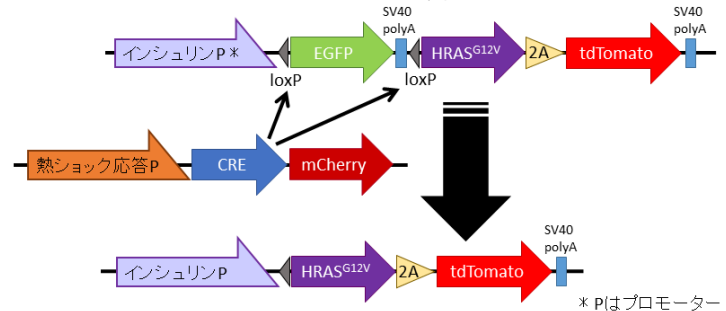 SV40
polyA
SV40
polyA
インシュリンP＊
EGFP
HRASG12V
2A
tdTomato
loxP
loxP
熱ショック応答P
CRE
mCherry
SV40
polyA
インシュリンP
HRASG12V
2A
tdTomato
＊ Pはプロモーター